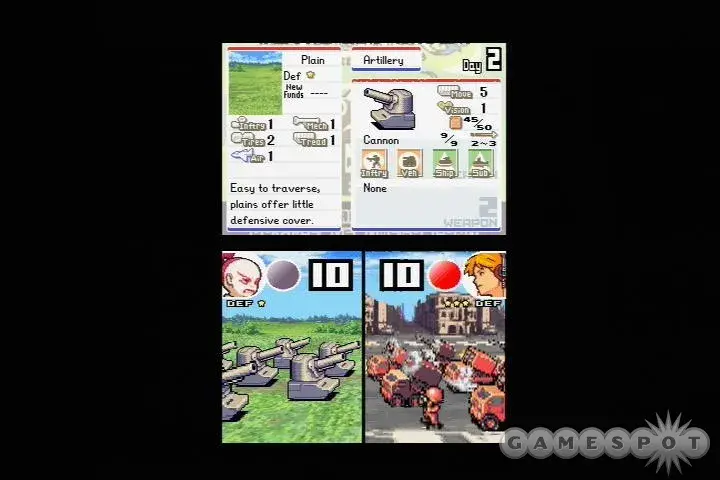 Plain
Def
New
Funds ----
Inftry 1
Mech 1
Tires 2
Tread 1
Air 1
Easy to traverse,
plains offer little
defensive cover.
Artillery
Day 2
Move 5
Vision 1
45/50
Cannon
9/9
2~3
Inftry
Veh
Ship
Sub
None
2
WEAPON
10
DEF
10
DEF
GAMESPOT